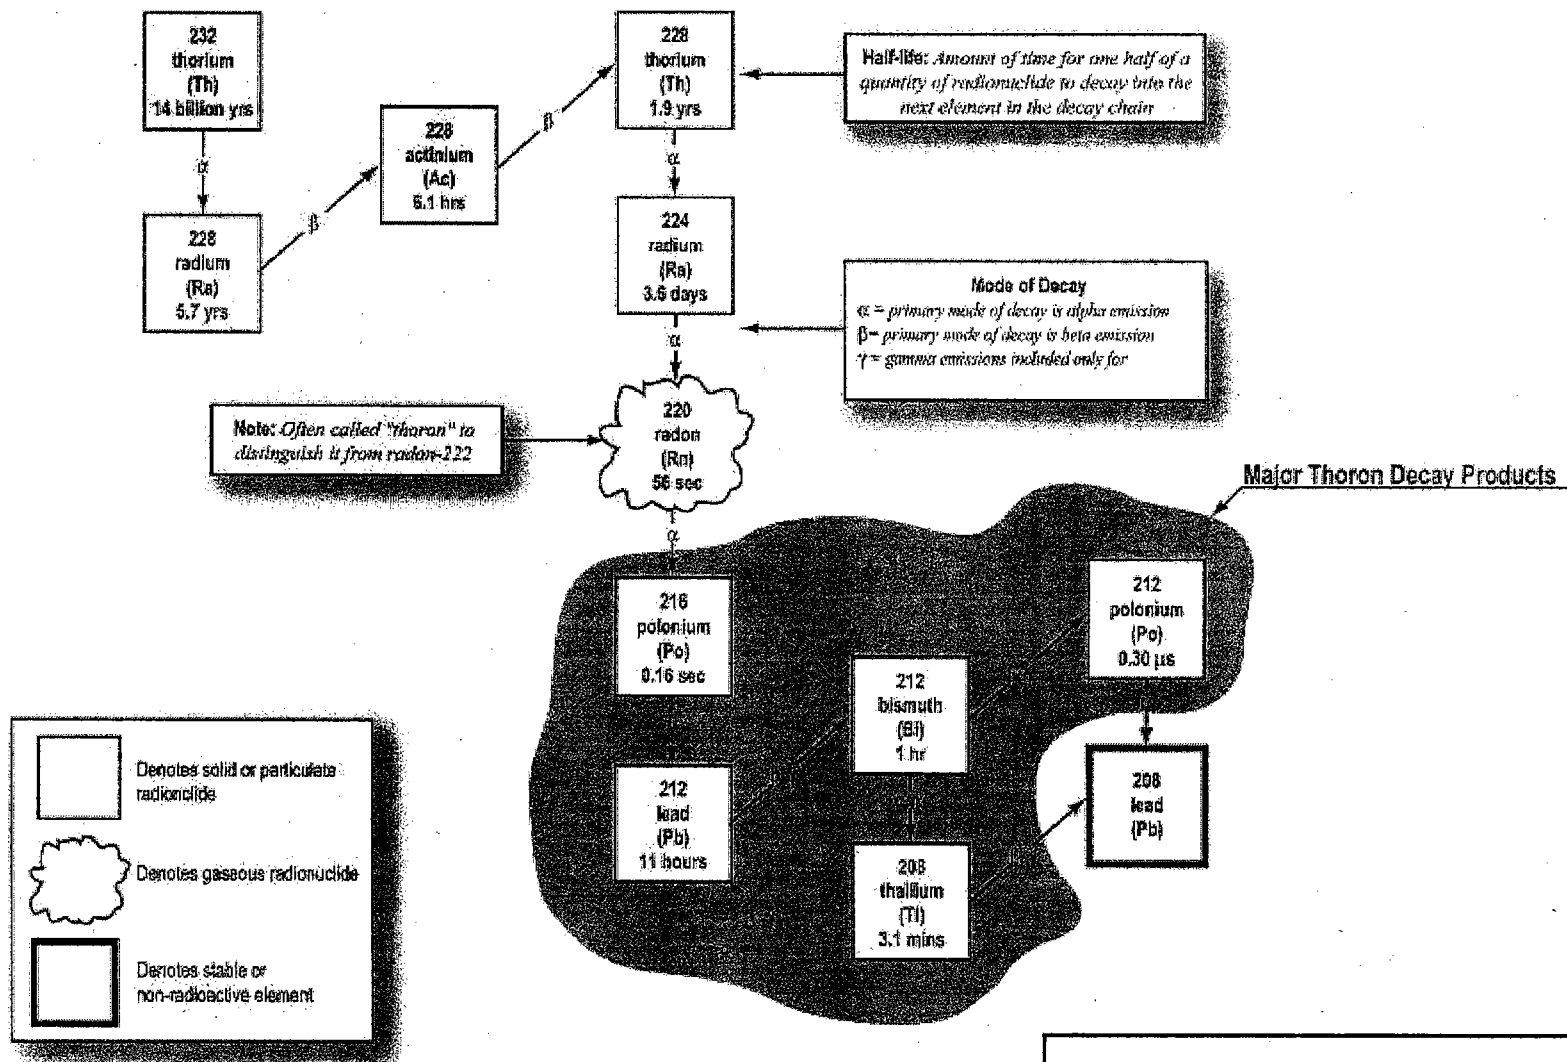 232
thorium
(Th)
14 billion yrs
α
228
radium
(Ra)
5.7 yrs
β
228
actinium
(Ac)
6.1 hrs
β
228
thorium
(Th)
1.9 yrs
Half-life: Amount of time for one half of a
quantity of radionuclide to decay into the
next element in the decay chain
α
224
radium
(Ra)
3.6 days
α
Mode of Decay
α = primary mode of decay is alpha emission
β= primary mode of decay is beta emission
γ = gamma emissions included only for
Note: Often called "thoron" to
distinguish it from radon-222
220
radon
(Rn)
56 sec
α
Major Thoron Decay Products
216
polonium
(Po)
0.16 sec
212
lead
(Pb)
11 hours
212
bismuth
(Bi)
1 hr
208
thallium
(Tl)
3.1 mins
212
polonium
(Po)
0.30 μs
208
lead
(Pb)
Denotes solid or particulate
radionclide
Denotes gaseous radionuclide
Denotes stable or
non-radioactive element